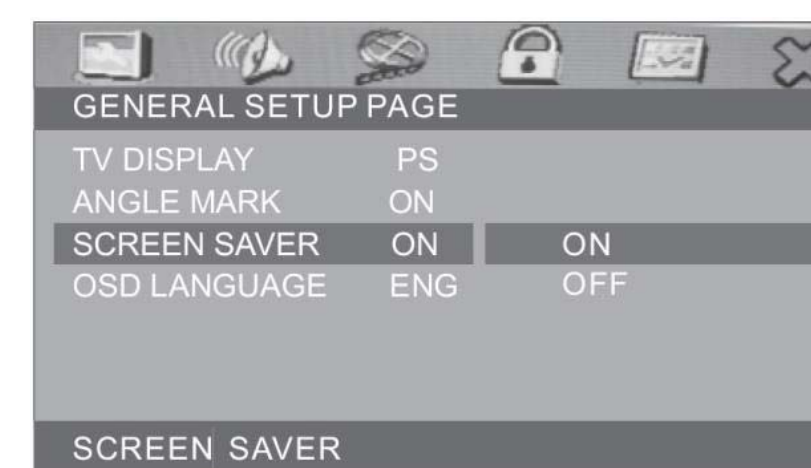 GENERAL SETUP PAGE
TV DISPLAY PS
ANGLE MARK ON
SCREEN SAVER ON ON
OSD LANGUAGE ENG OFF
SCREEN SAVER